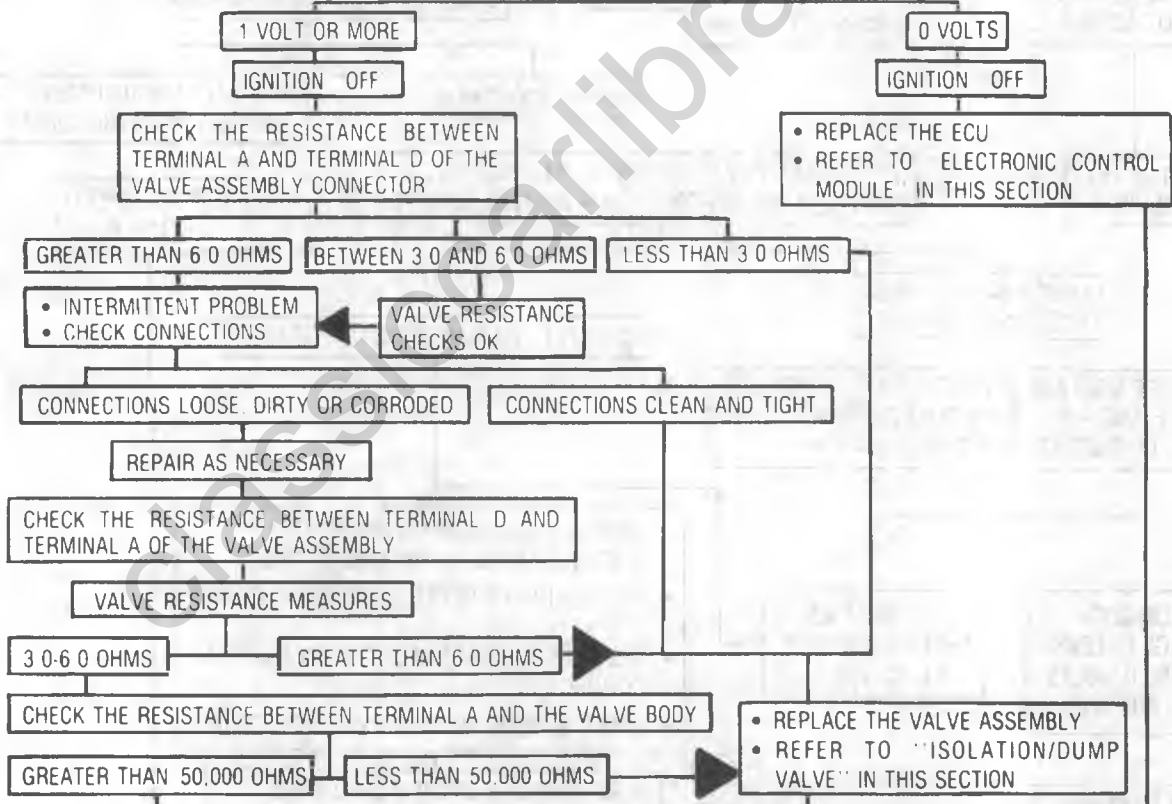 1 VOLT OR MORE
0 VOLTS
IGNITION OFF
IGNITION OFF
CHECK THE RESISTANCE BETWEEN
TERMINAL A AND TERMINAL D OF THE
VALVE ASSEMBLY CONNECTOR
• REPLACE THE ECU
• REFER TO "ELECTRONIC CONTROL
MODULE" IN THIS SECTION
GREATER THAN 6 0 OHMS
BETWEEN 3 0 AND 6 0 OHMS
LESS THAN 3 0 OHMS
• INTERMITTENT PROBLEM
• CHECK CONNECTIONS
VALVE RESISTANCE
CHECKS OK
CONNECTIONS LOOSE. DIRTY OR CORRODED
CONNECTIONS CLEAN AND TIGHT
REPAIR AS NECESSARY
CHECK THE RESISTANCE BETWEEN TERMINAL D AND
TERMINAL A OF THE VALVE ASSEMBLY
VALVE RESISTANCE MEASURES
3 0-6 0 OHMS
GREATER THAN 6 0 OHMS
CHECK THE RESISTANCE BETWEEN TERMINAL A AND THE VALVE BODY
• REPLACE THE VALVE ASSEMBLY
• REFER TO "ISOLATION/DUMP
VALVE" IN THIS SECTION
GREATER THAN 50,000 OHMS
LESS THAN 50,000 OHMS
classiccarlibra